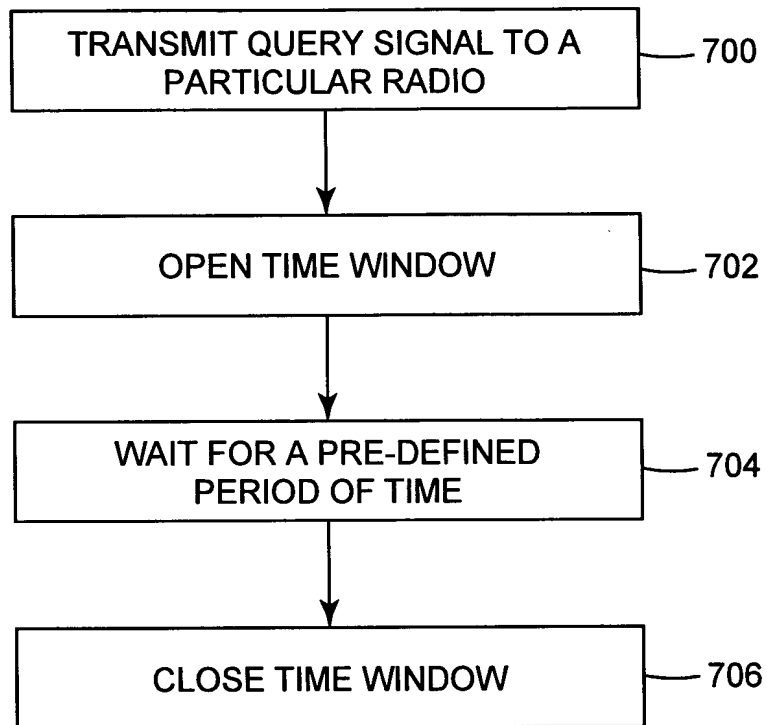 TRANSMIT QUERY SIGNAL TO A
PARTICULAR RADIO
700
OPEN TIME WINDOW
702
WAIT FOR A PRE-DEFINED
PERIOD OF TIME
704
CLOSE TIME WINDOW
706